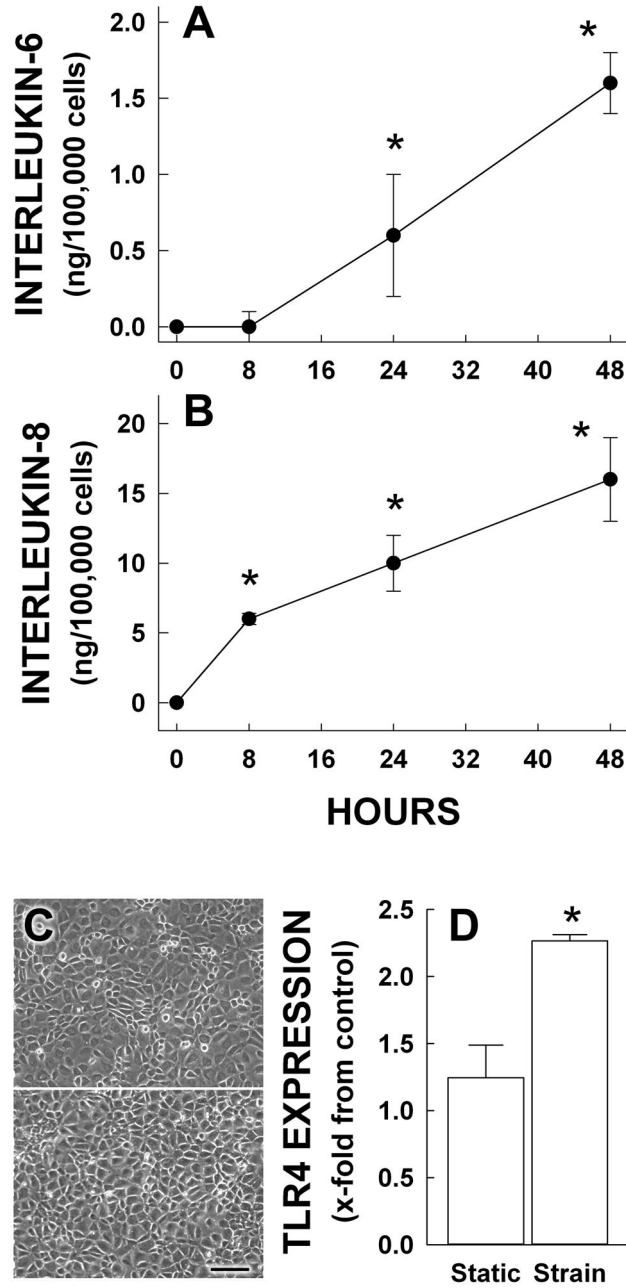 A
INTERLEUKIN-6
(ng/100,000 cells)
2.0
*
1.5
*
1.0
0.5
0.0
0 8 16 24 32 40 48
B
INTERLEUKIN-8
(ng/100,000 cells)
20
*
15
*
10
*
5
0
0 8 16 24 32 40 48
HOURS
C
D
TLR4 EXPRESSION
(x-fold from control)
2.5
*
2.0
1.5
1.0
0.5
0.0
Static Strain